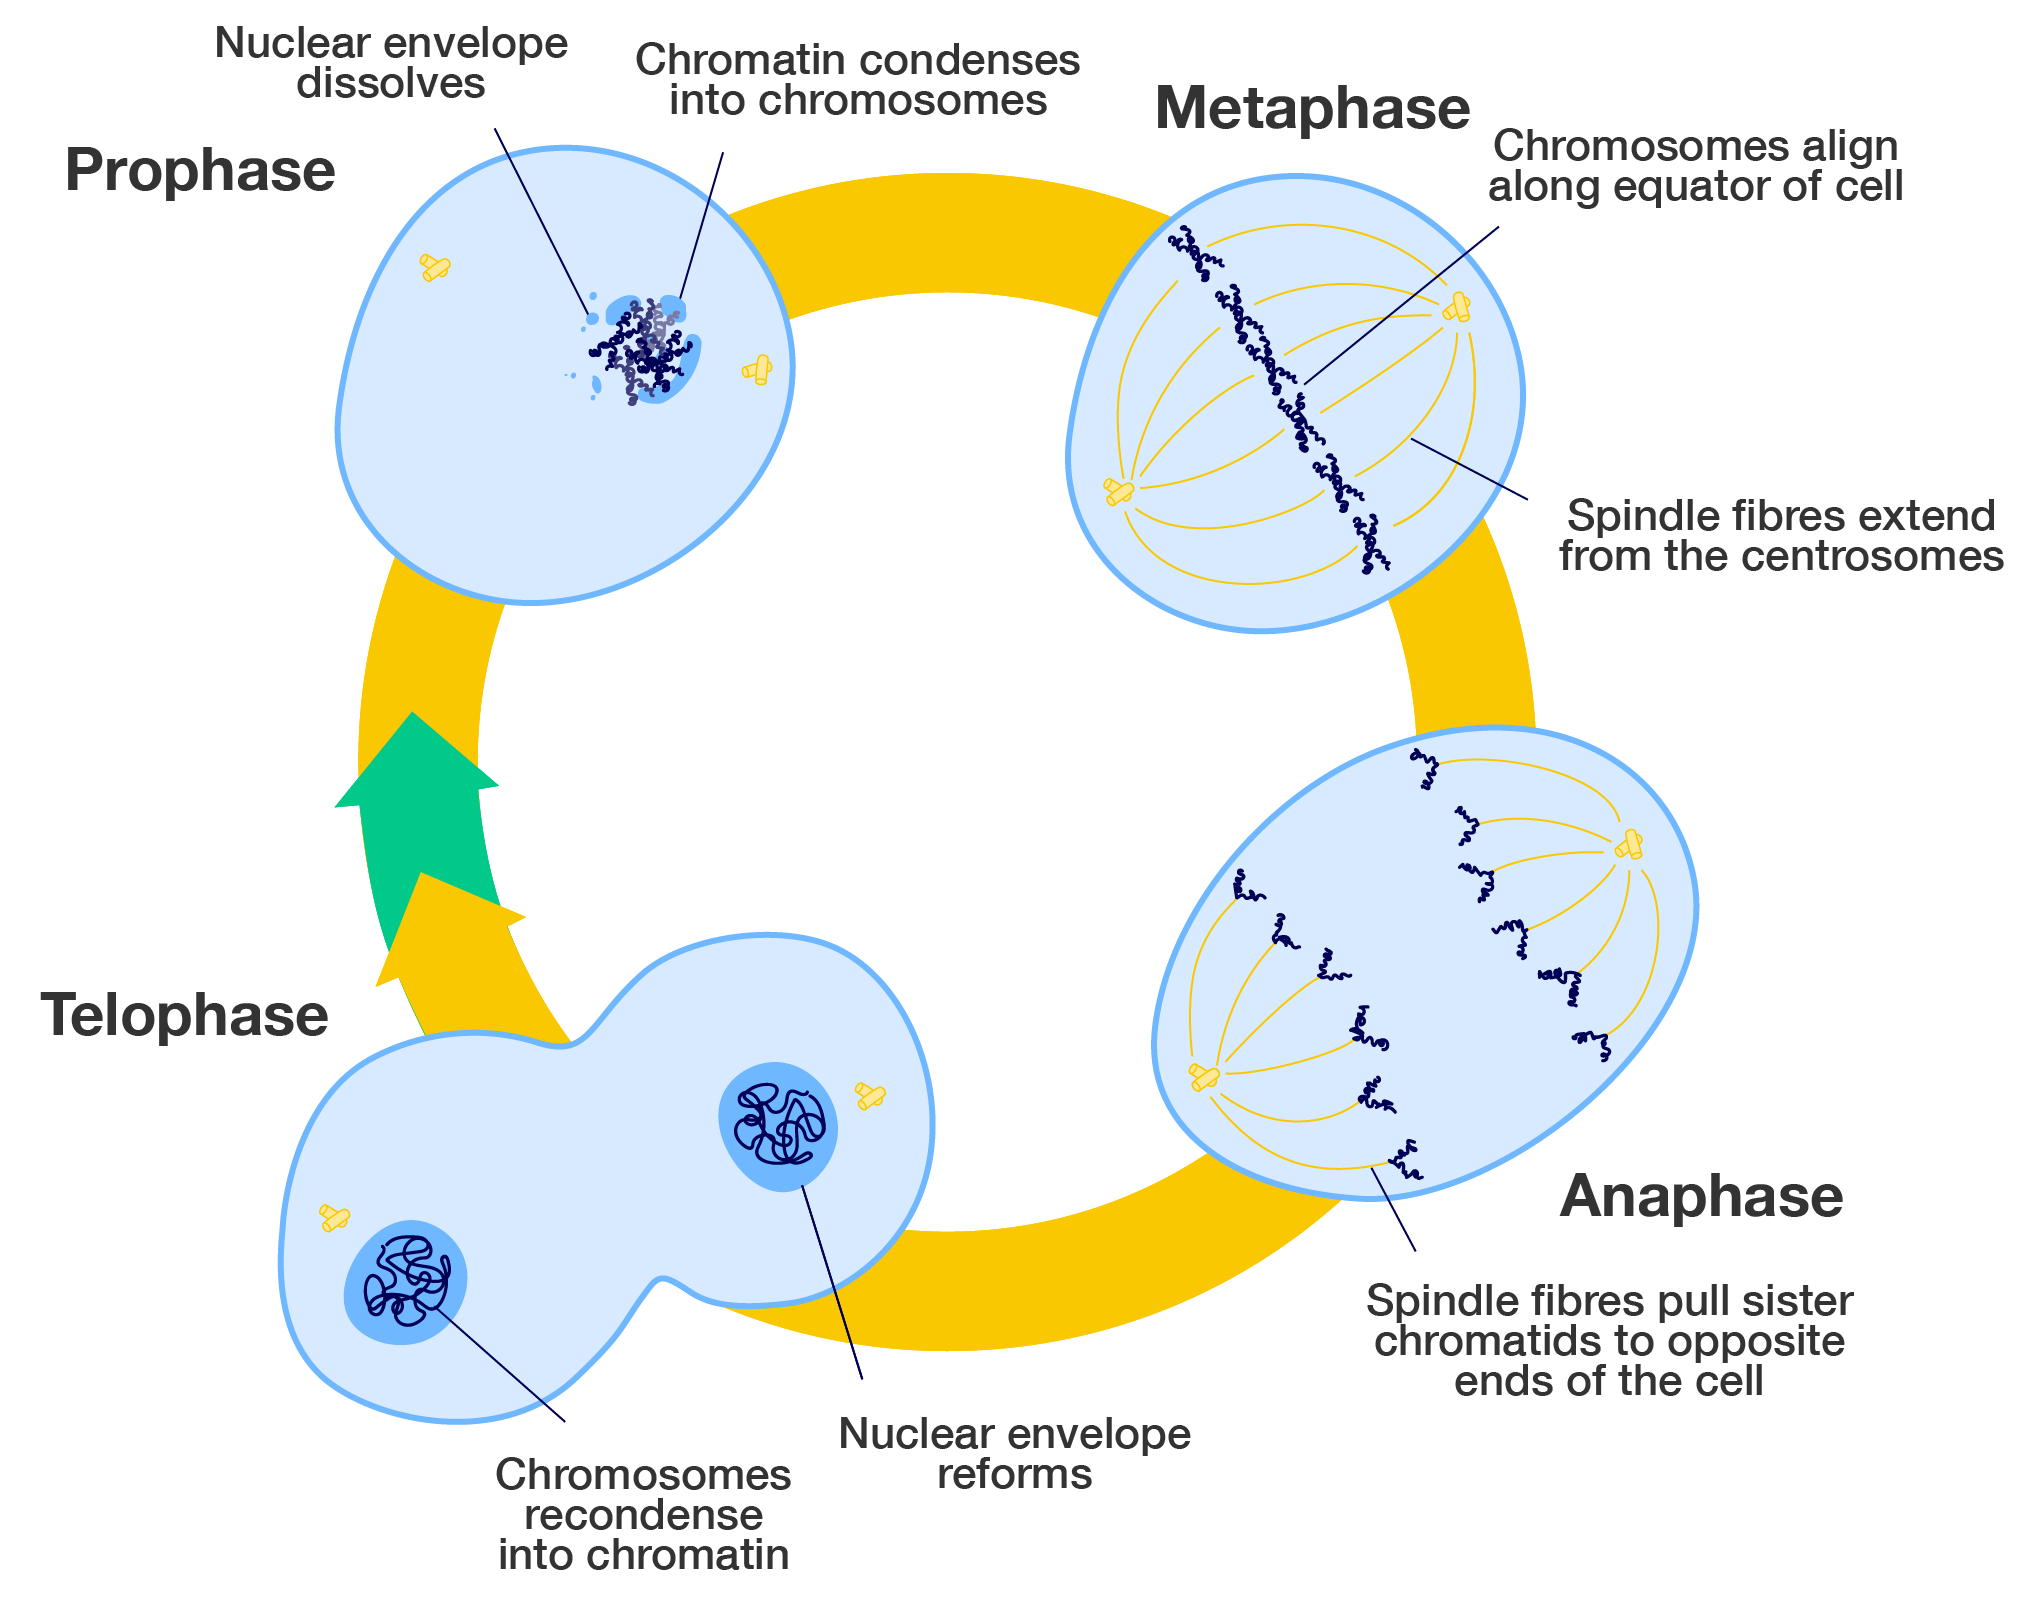 Nuclear envelope
dissolves
Chromatin condenses
into chromosomes
Prophase
Metaphase
Chromosomes align
along equator of cell
Spindle fibres extend
from the centrosomes
Anaphase
Spindle fibres pull sister
chromatids to opposite
ends of the cell
Telophase
Nuclear envelope
reforms
Chromosomes
recondense
into chromatin